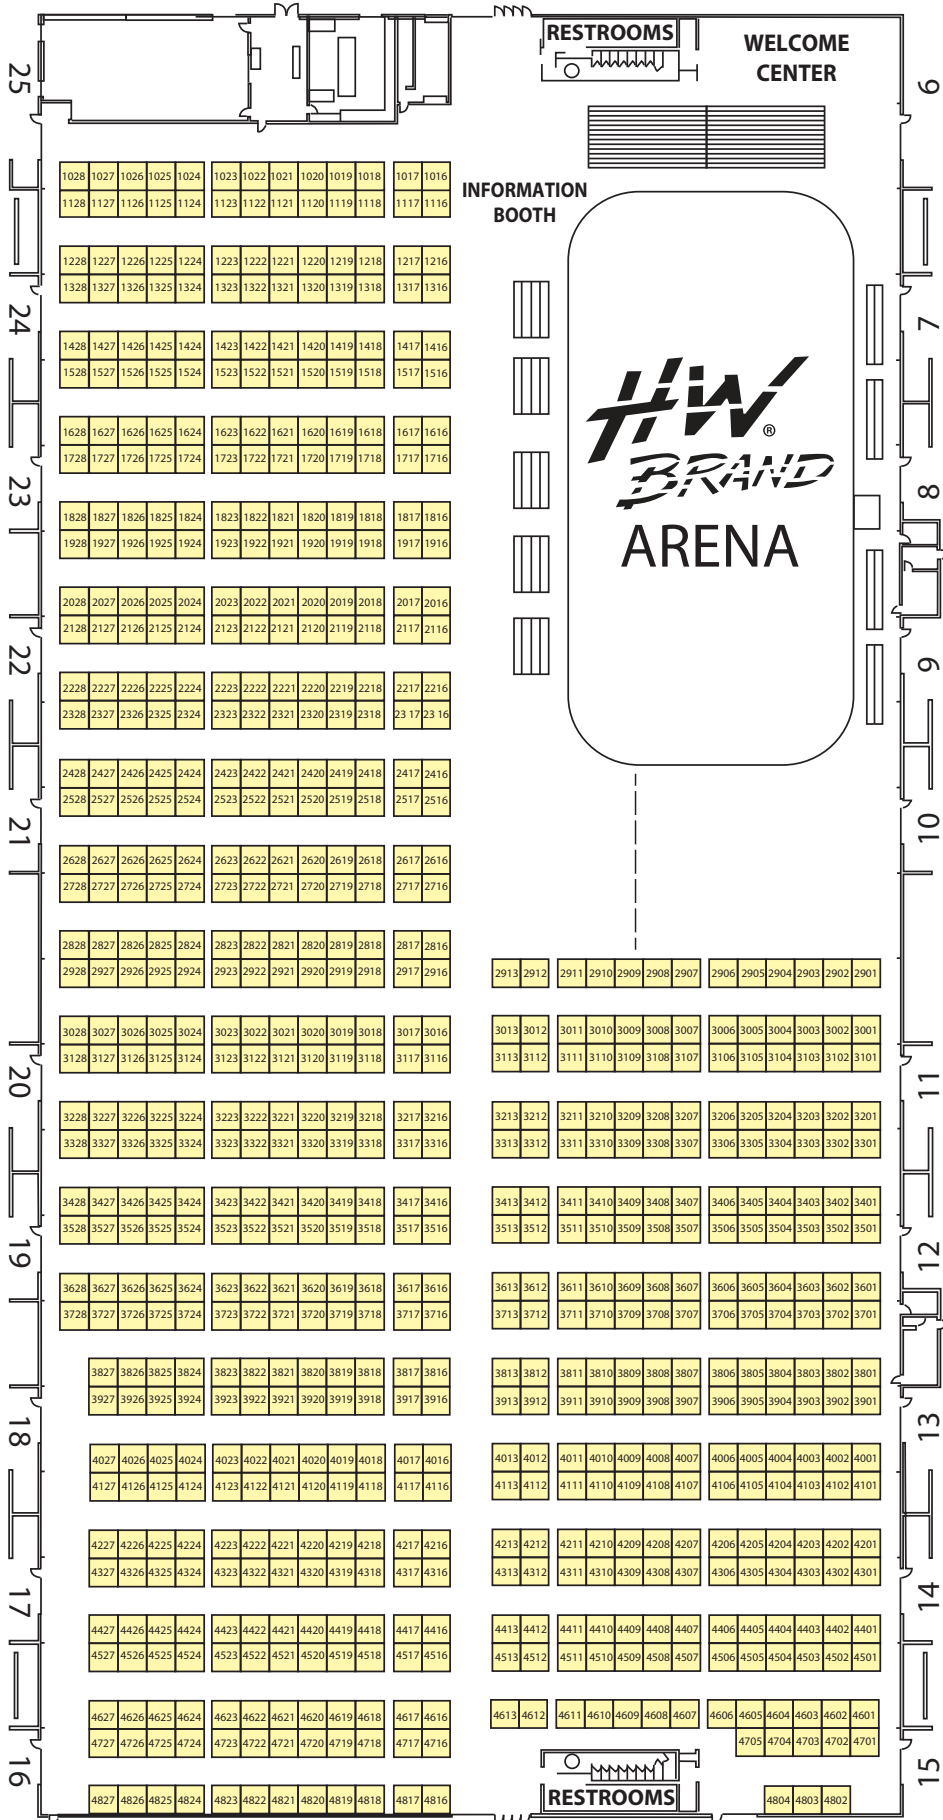 RESTROOMS
WELCOME
CENTER
25
6
1028 1027 1026 1025 1024 1023 1022 1021 1020 1019 1018 1017 1016
1128 1127 1126 1125 1124 1123 1122 1121 1120 1119 1118 1117 1116
INFORMATION
BOOTH
1228 1227 1226 1225 1224 1223 1222 1221 1220 1219 1218 1217 1216
1328 1327 1326 1325 1324 1323 1322 1321 1320 1319 1318 1317 1316
24
7
1428 1427 1426 1425 1424 1423 1422 1421 1420 1419 1418 1417 1416
1528 1527 1526 1525 1524 1523 1522 1521 1520 1519 1518 1517 1516
HW®
BRAND
ARENA
1628 1627 1626 1625 1624 1623 1622 1621 1620 1619 1618 1617 1616
1728 1727 1726 1725 1724 1723 1722 1721 1720 1719 1718 1717 1716
23
8
1828 1827 1826 1825 1824 1823 1822 1821 1820 1819 1818 1817 1816
1928 1927 1926 1925 1924 1923 1922 1921 1920 1919 1918 1917 1916
2028 2027 2026 2025 2024 2023 2022 2021 2020 2019 2018 2017 2016
2128 2127 2126 2125 2124 2123 2122 2121 2120 2119 2118 2117 2116
22
9
2228 2227 2226 2225 2224 2223 2222 2221 2220 2219 2218 2217 2216
2328 2327 2326 2325 2324 2323 2322 2321 2320 2319 2318 23 17 23 16
2428 2427 2426 2425 2424 2423 2422 2421 2420 2419 2418 2417 2416
2528 2527 2526 2525 2524 2523 2522 2521 2520 2519 2518 2517 2516
21
10
2628 2627 2626 2625 2624 2623 2622 2621 2620 2619 2618 2617 2616
2728 2727 2726 2725 2724 2723 2722 2721 2720 2719 2718 2717 2716
2828 2827 2826 2825 2824 2823 2822 2821 2820 2819 2818 2817 2816
2928 2927 2926 2925 2924 2923 2922 2921 2920 2919 2918 2917 2916 2913 2912 2911 2910 2909 2908 2907 2906 2905 2904 2903 2902 2901
3028 3027 3026 3025 3024 3023 3022 3021 3020 3019 3018 3017 3016 3013 3012 3011 3010 3009 3008 3007 3006 3005 3004 3003 3002 3001
3128 3127 3126 3125 3124 3123 3122 3121 3120 3119 3118 3117 3116 3113 3112 3111 3110 3109 3108 3107 3106 3105 3104 3103 3102 3101
20
11
3228 3227 3226 3225 3224 3223 3222 3221 3220 3219 3218 3217 3216 3213 3212 3211 3210 3209 3208 3207 3206 3205 3204 3203 3202 3201
3328 3327 3326 3325 3324 3323 3322 3321 3320 3319 3318 3317 3316 3313 3312 3311 3310 3309 3308 3307 3306 3305 3304 3303 3302 3301
3428 3427 3426 3425 3424 3423 3422 3421 3420 3419 3418 3417 3416 3413 3412 3411 3410 3409 3408 3407 3406 3405 3404 3403 3402 3401
3528 3527 3526 3525 3524 3523 3522 3521 3520 3519 3518 3517 3516 3513 3512 3511 3510 3509 3508 3507 3506 3505 3504 3503 3502 3501
19
12
3628 3627 3626 3625 3624 3623 3622 3621 3620 3619 3618 3617 3616 3613 3612 3611 3610 3609 3608 3607 3606 3605 3604 3603 3602 3601
3728 3727 3726 3725 3724 3723 3722 3721 3720 3719 3718 3717 3716 3713 3712 3711 3710 3709 3708 3707 3706 3705 3704 3703 3702 3701
3827 3826 3825 3824 3823 3822 3821 3820 3819 3818 3817 3816 3813 3812 3811 3810 3809 3808 3807 3806 3805 3804 3803 3802 3801
3927 3926 3925 3924 3923 3922 3921 3920 3919 3918 3917 3916 3913 3912 3911 3910 3909 3908 3907 3906 3905 3904 3903 3902 3901
18
13
4027 4026 4025 4024 4023 4022 4021 4020 4019 4018 4017 4016 4013 4012 4011 4010 4009 4008 4007 4006 4005 4004 4003 4002 4001
4127 4126 4125 4124 4123 4122 4121 4120 4119 4118 4117 4116 4113 4112 4111 4110 4109 4108 4107 4106 4105 4104 4103 4102 4101
4227 4226 4225 4224 4223 4222 4221 4220 4219 4218 4217 4216 4213 4212 4211 4210 4209 4208 4207 4206 4205 4204 4203 4202 4201
4327 4326 4325 4324 4323 4322 4321 4320 4319 4318 4317 4316 4313 4312 4311 4310 4309 4308 4307 4306 4305 4304 4303 4302 4301
17
14
4427 4426 4425 4424 4423 4422 4421 4420 4419 4418 4417 4416 4413 4412 4411 4410 4409 4408 4407 4406 4405 4404 4403 4402 4401
4527 4526 4525 4524 4523 4522 4521 4520 4519 4518 4517 4516 4513 4512 4511 4510 4509 4508 4507 4506 4505 4504 4503 4502 4501
4627 4626 4625 4624 4623 4622 4621 4620 4619 4618 4617 4616 4613 4612 4611 4610 4609 4608 4607 4606 4605 4604 4603 4602 4601
4727 4726 4725 4724 4723 4722 4721 4720 4719 4718 4717 4716 4705 4704 4703 4702 4701
16
15
4827 4826 4825 4824 4823 4822 4821 4820 4819 4818 4817 4816 RESTROOMS 4804 4803 4802